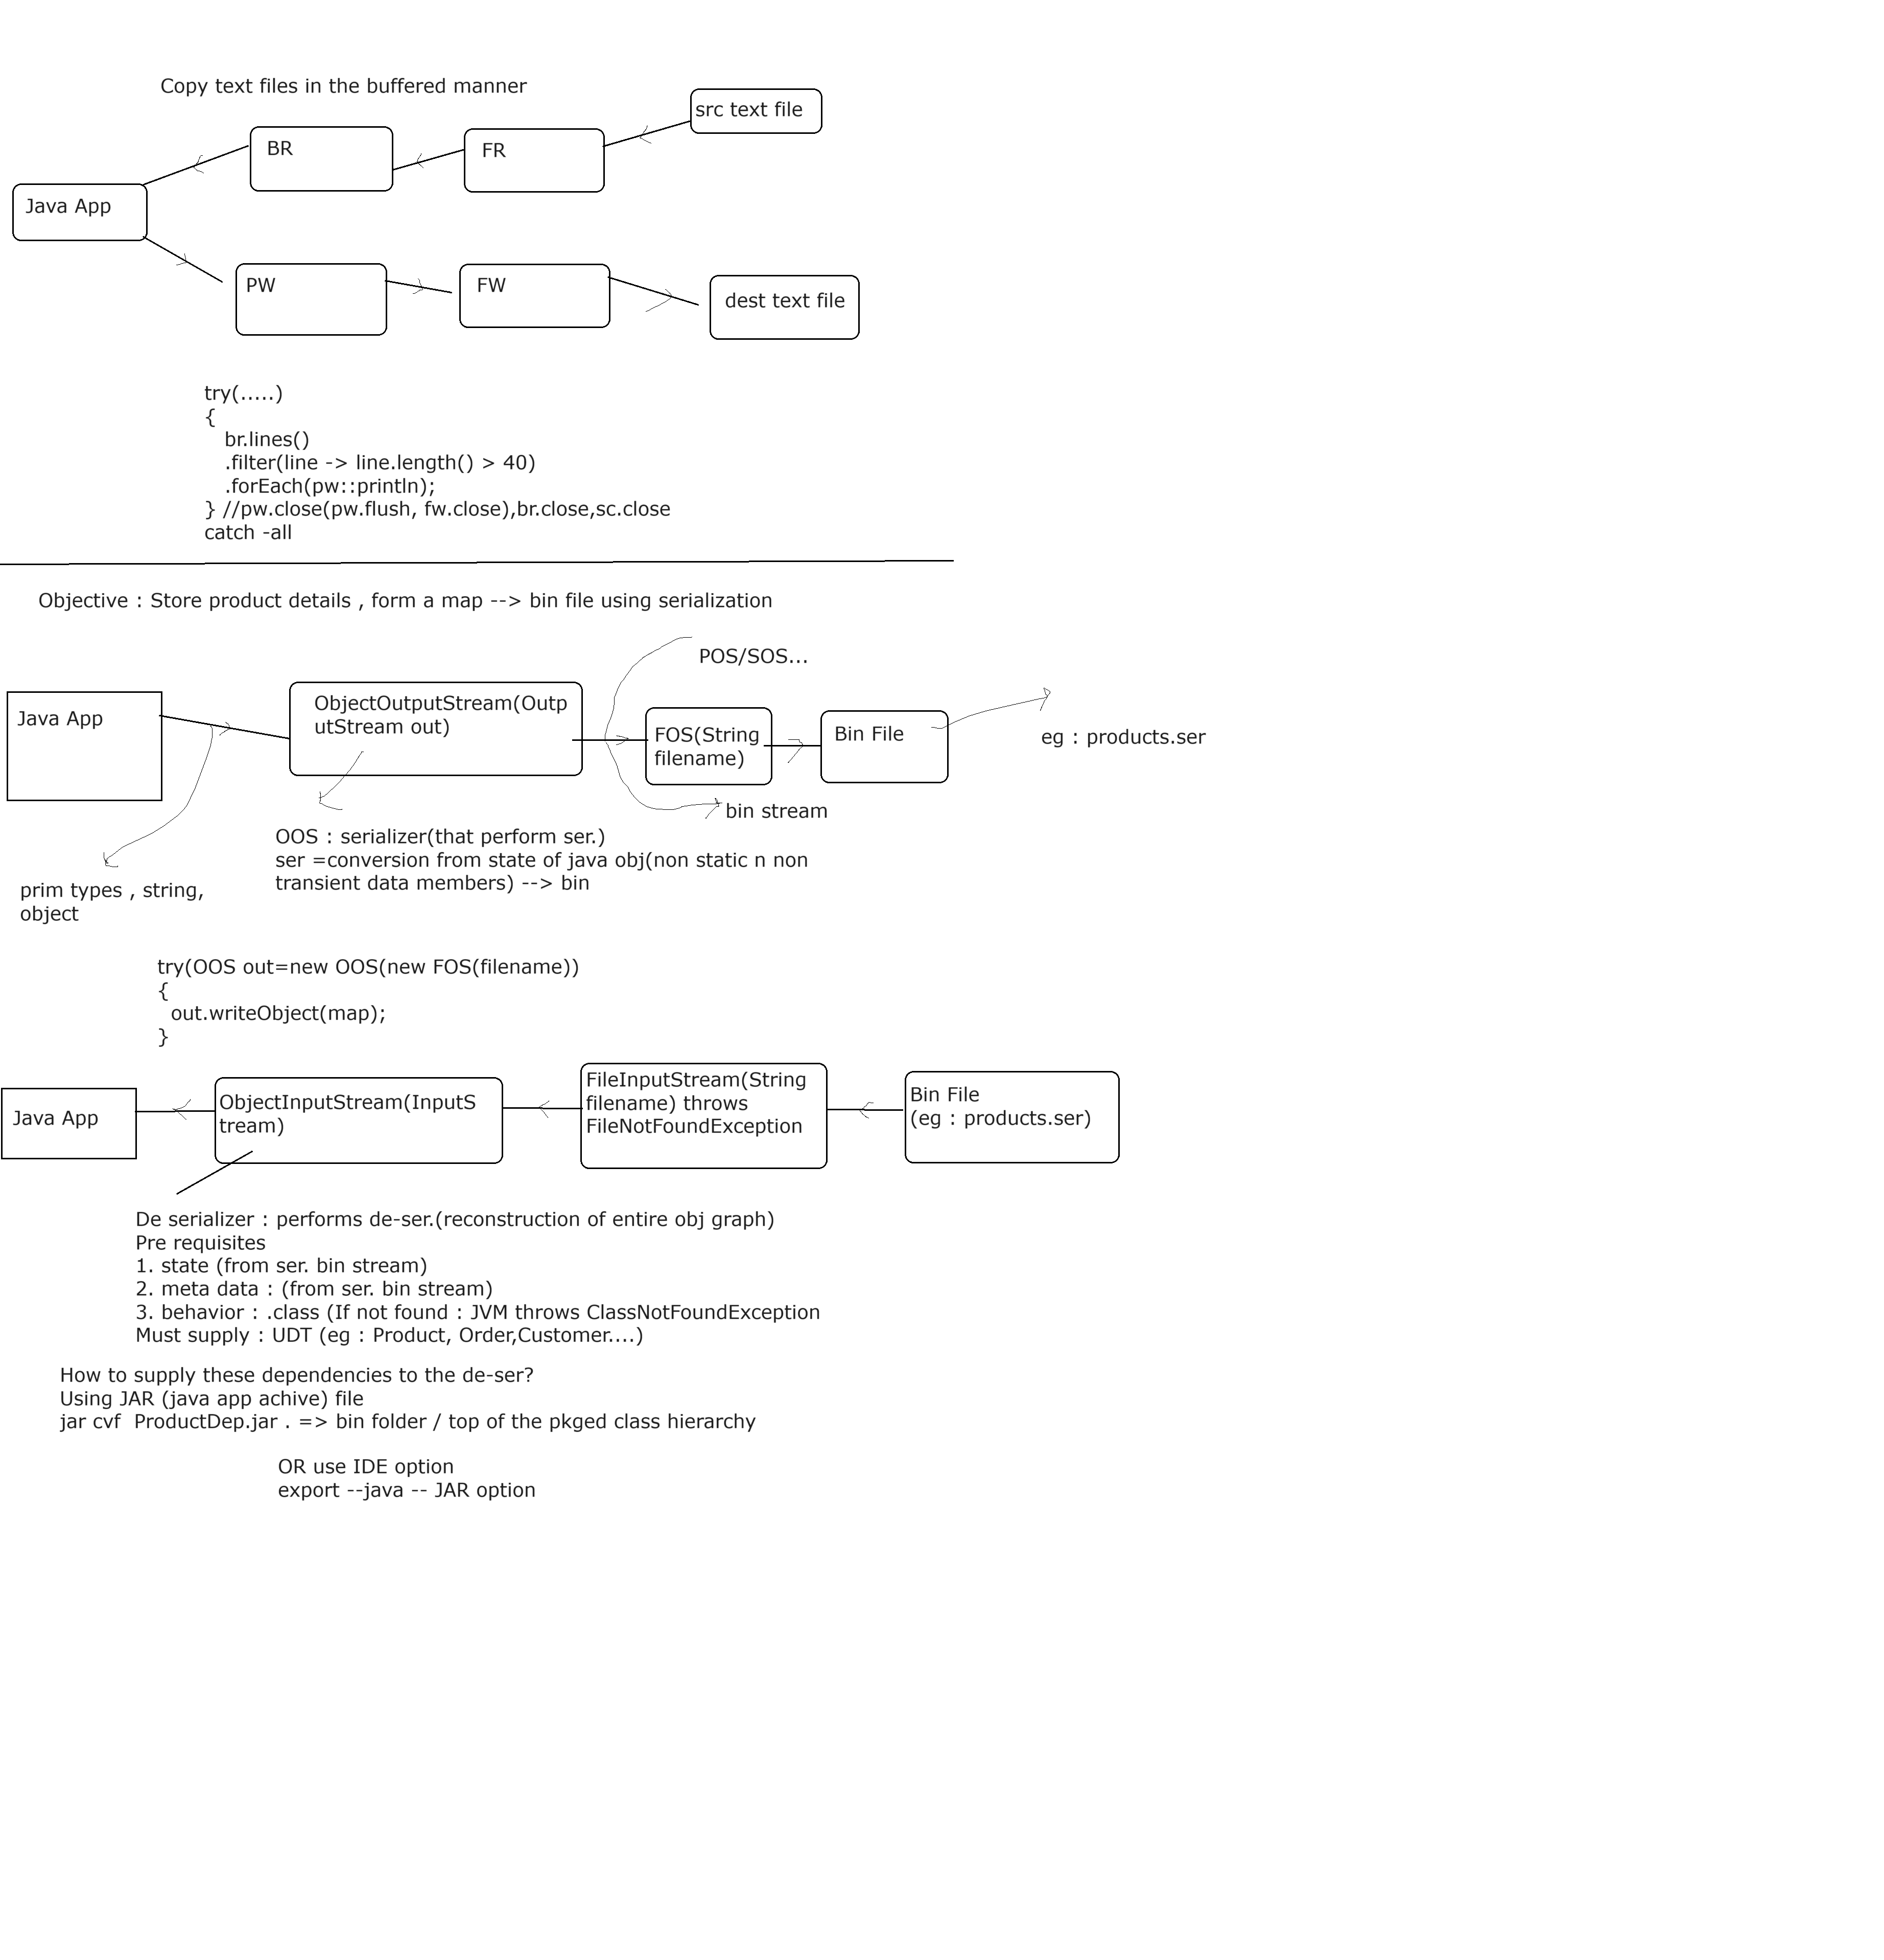 Copy text files in the buffered manner
src text file
BR
FR
Java App
PW
FW
dest text file
try(.....)
{
br.lines()
.filter(line -> line.length() > 40)
.forEach(pw::println);
} //pw.close(pw.flush, fw.close),br.close,sc.close
catch -all
Objective : Store product details , form a map --> bin file using serialization
POS/SOS...
Java App
ObjectOutputStream(Outp
utStream out)
FOS(String
filename)
Bin File
eg : products.ser
bin stream
OOS : serializer(that perform ser.)
ser =conversion from state of java obj(non static n non
transient data members) --> bin
prim types , string,
object
try(OOS out=new OOS(new FOS(filename))
{
out.writeObject(map);
}
Java App
ObjectInputStream(InputS
tream)
FileInputStream(String
filename) throws
FileNotFoundException
Bin File
(eg : products.ser)
De serializer : performs de-ser.(reconstruction of entire obj graph)
Pre requisites
1. state (from ser. bin stream)
2. meta data : (from ser. bin stream)
3. behavior : .class (If not found : JVM throws ClassNotFoundException
Must supply : UDT (eg : Product, Order,Customer....)
How to supply these dependencies to the de-ser?
Using JAR (java app achive) file
jar cvf  ProductDep.jar . => bin folder / top of the pkged class hierarchy
OR use IDE option
export --java -- JAR option